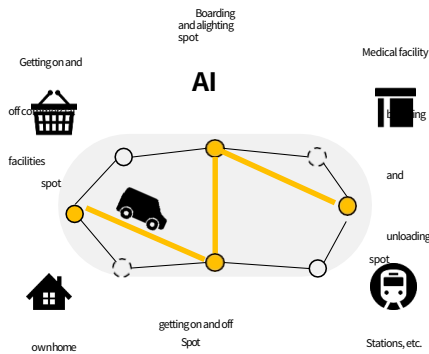 Boarding
and alighting
spot
Medical facility
Getting on and
AI
off
facilities
and
spot
unloading
spot
getting on and off
Spot
own home
Stations, etc.